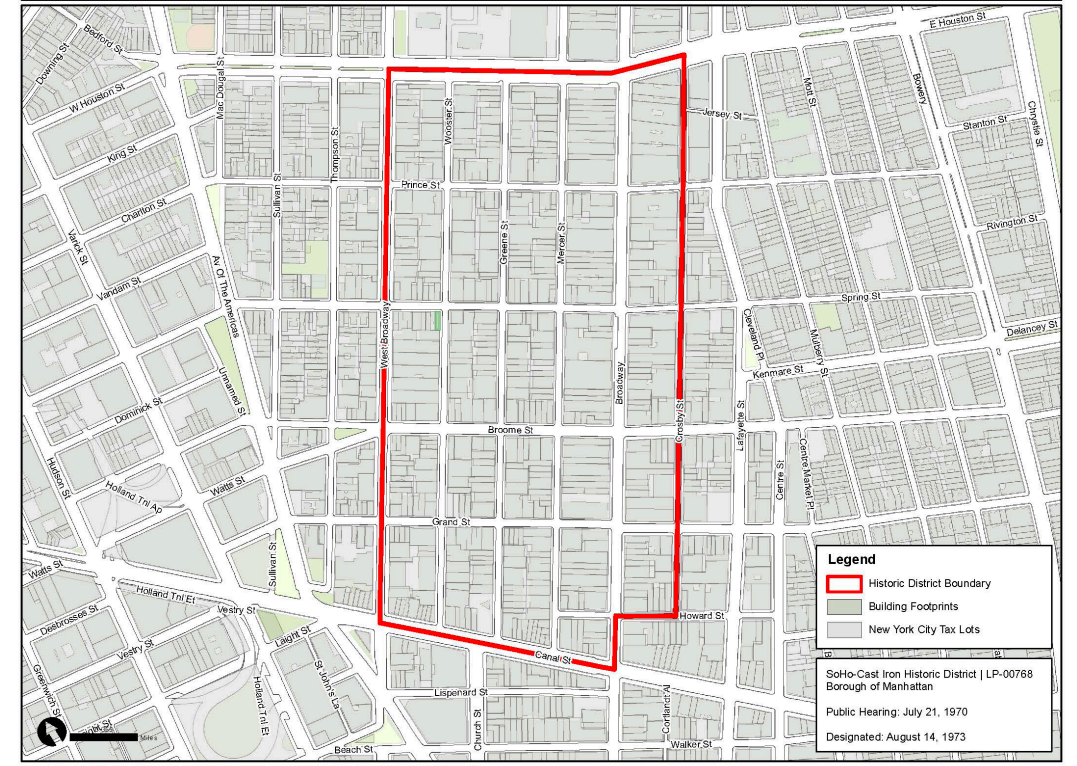 E Houston St
Bedford St
Downing St
Mac Dougal St
W Houston St
Mott St
Bowery
Chrystie St
Wooster St
Jersey St
Stanton St
Thompson St
King St
Prince St
Sullivan St
Charlton St
Rivington St
Greene St
Mercer St
Varick St
Av Of The Americas
Vandam St
Spring St
West Broadway
Cleveland Pl
Mulberry St
Delancey St
Broadway
Kenmare St
Unnamed St
Dominick St
Crosby St
Lafayette St
Broome St
Centre St
Centre Market Pl
Hudson St
Holland Tnl Ap
Watts St
Grand St
Sullivan St
Watts St
Holland Tnl Et
Vestry St
Howard St
Desbrosses St
Laight St
Vestry St
St John's La
Canal St
Greenwich St
Holland Tnl Et
Lispenard St
Cortlandt Al
Church St
Beach St
Walker St
Miles
Legend
Historic District Boundary
Building Footprints
New York City Tax Lots
SoHo-Cast Iron Historic District | LP-00768
Borough of Manhattan
Public Hearing: July 21, 1970
Designated: August 14, 1973